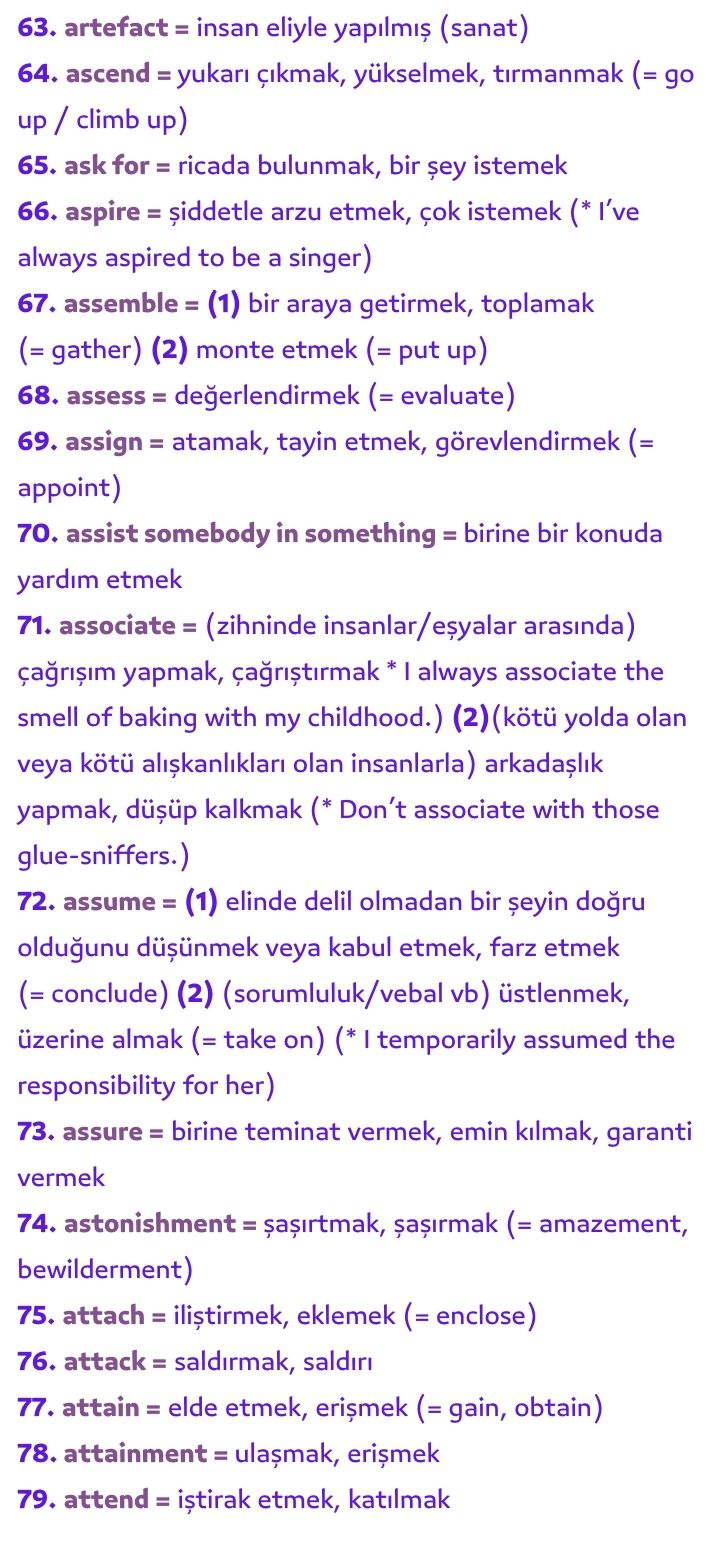 63. artefact = insan eliyle yapılmış (sanat)
64. ascend = yukarı çıkmak, yükselmek, tırmanmak (= go
up / climb up)
65. ask for = ricada bulunmak, bir şey istemek
66. aspire = şiddetle arzu etmek, çok istemek (* I’ve
always aspired to be a singer)
67. assemble = (1) bir araya getirmek, toplamak
(= gather) (2) monte etmek (= put up)
68. assess = değerlendirmek (= evaluate)
69. assign = atamak, tayin etmek, görevlendirmek (=
appoint)
70. assist somebody in something = birine bir konuda
yardım etmek
71. associate = (zihninde insanlar/eşyalar arasında)
çağrışım yapmak, çağrıştırmak * I always associate the
smell of baking with my childhood.) (2)(kötü yolda olan
veya kötü alışkanlıkları olan insanlarla) arkadaşlık
yapmak, düşüp kalkmak (* Don’t associate with those
glue-sniffers.)
72. assume = (1) elinde delil olmadan bir şeyin doğru
olduğunu düşünmek veya kabul etmek, farz etmek
(= conclude) (2) (sorumluluk/vebal vb) üstlenmek,
üzerine almak (= take on) (* I temporarily assumed the
responsibility for her)
73. assure = birine teminat vermek, emin kılmak, garanti
vermek
74. astonishment = şaşırtmak, şaşırmak (= amazement,
bewilderment)
75. attach = iliştirmek, eklemek (= enclose)
76. attack = saldırmak, saldırı
77. attain = elde etmek, erişmek (= gain, obtain)
78. attainment = ulaşmak, erişmek
79. attend = iştirak etmek, katılmak